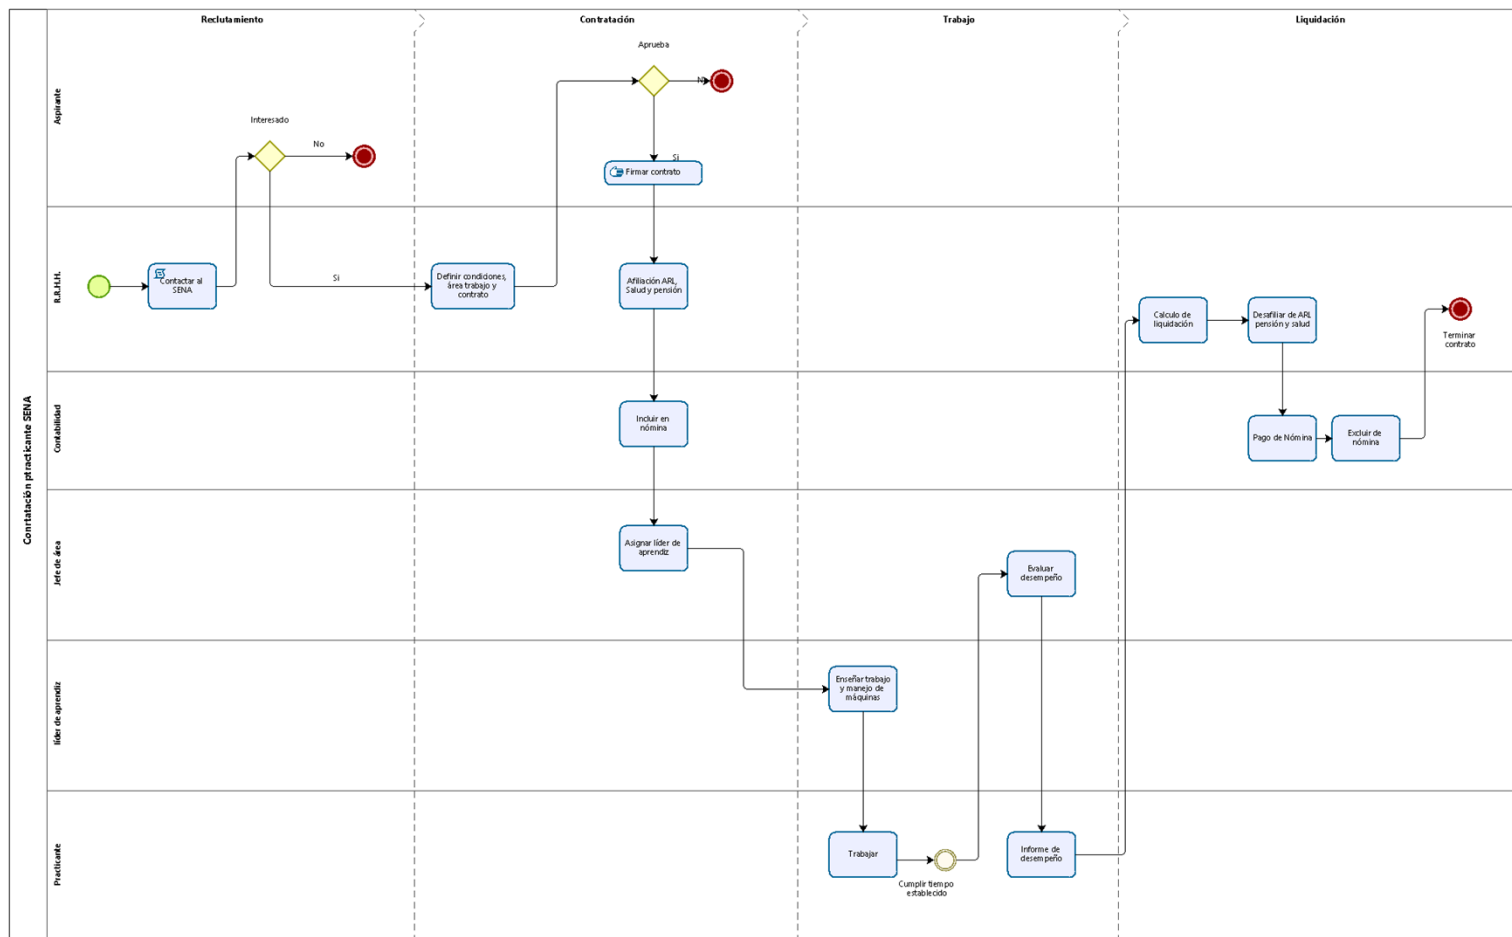 Reclutamiento
Contratación
Trabajo
Liquidación
Conrtatación ptracticante SENA
Aspirante
Aprueba
No
Interesado
No
Si
Firmar contrato
R.R.H.H.
Contactar al
SENA
Si
Definir condiciones,
área trabajo y
contrato
Afiliación ARL,
Salud y pensión
Calculo de
liquidación
Desafiliar de ARL
pensión y salud
Terminar
contrato
Contabilidad
Incluir en
nómina
Pago de Nómina
Excluir de
nómina
Jefe de área
Asignar líder de
aprendiz
Evaluar
desempeño
líder de aprendiz
Enseñar trabajo
y manejo de
máquinas
Practicante
Trabajar
Cumplir tiempo
establecido
Informe de
desempeño